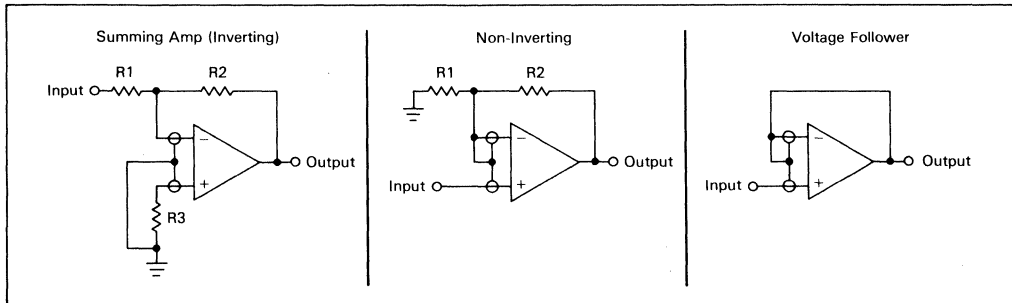 Summing Amp (Inverting)
R1
R2
Input
−
+
Output
R3
Non-Inverting
R1
R2
−
+
Input
Output
Voltage Follower
−
+
Input
Output